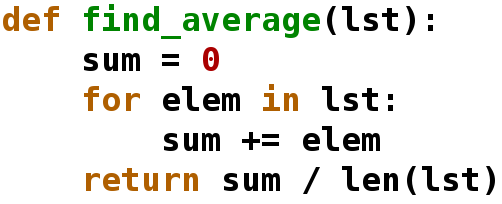 def find_average(lst):
    sum = 0
    for elem in lst:
        sum += elem
    return sum / len(lst)